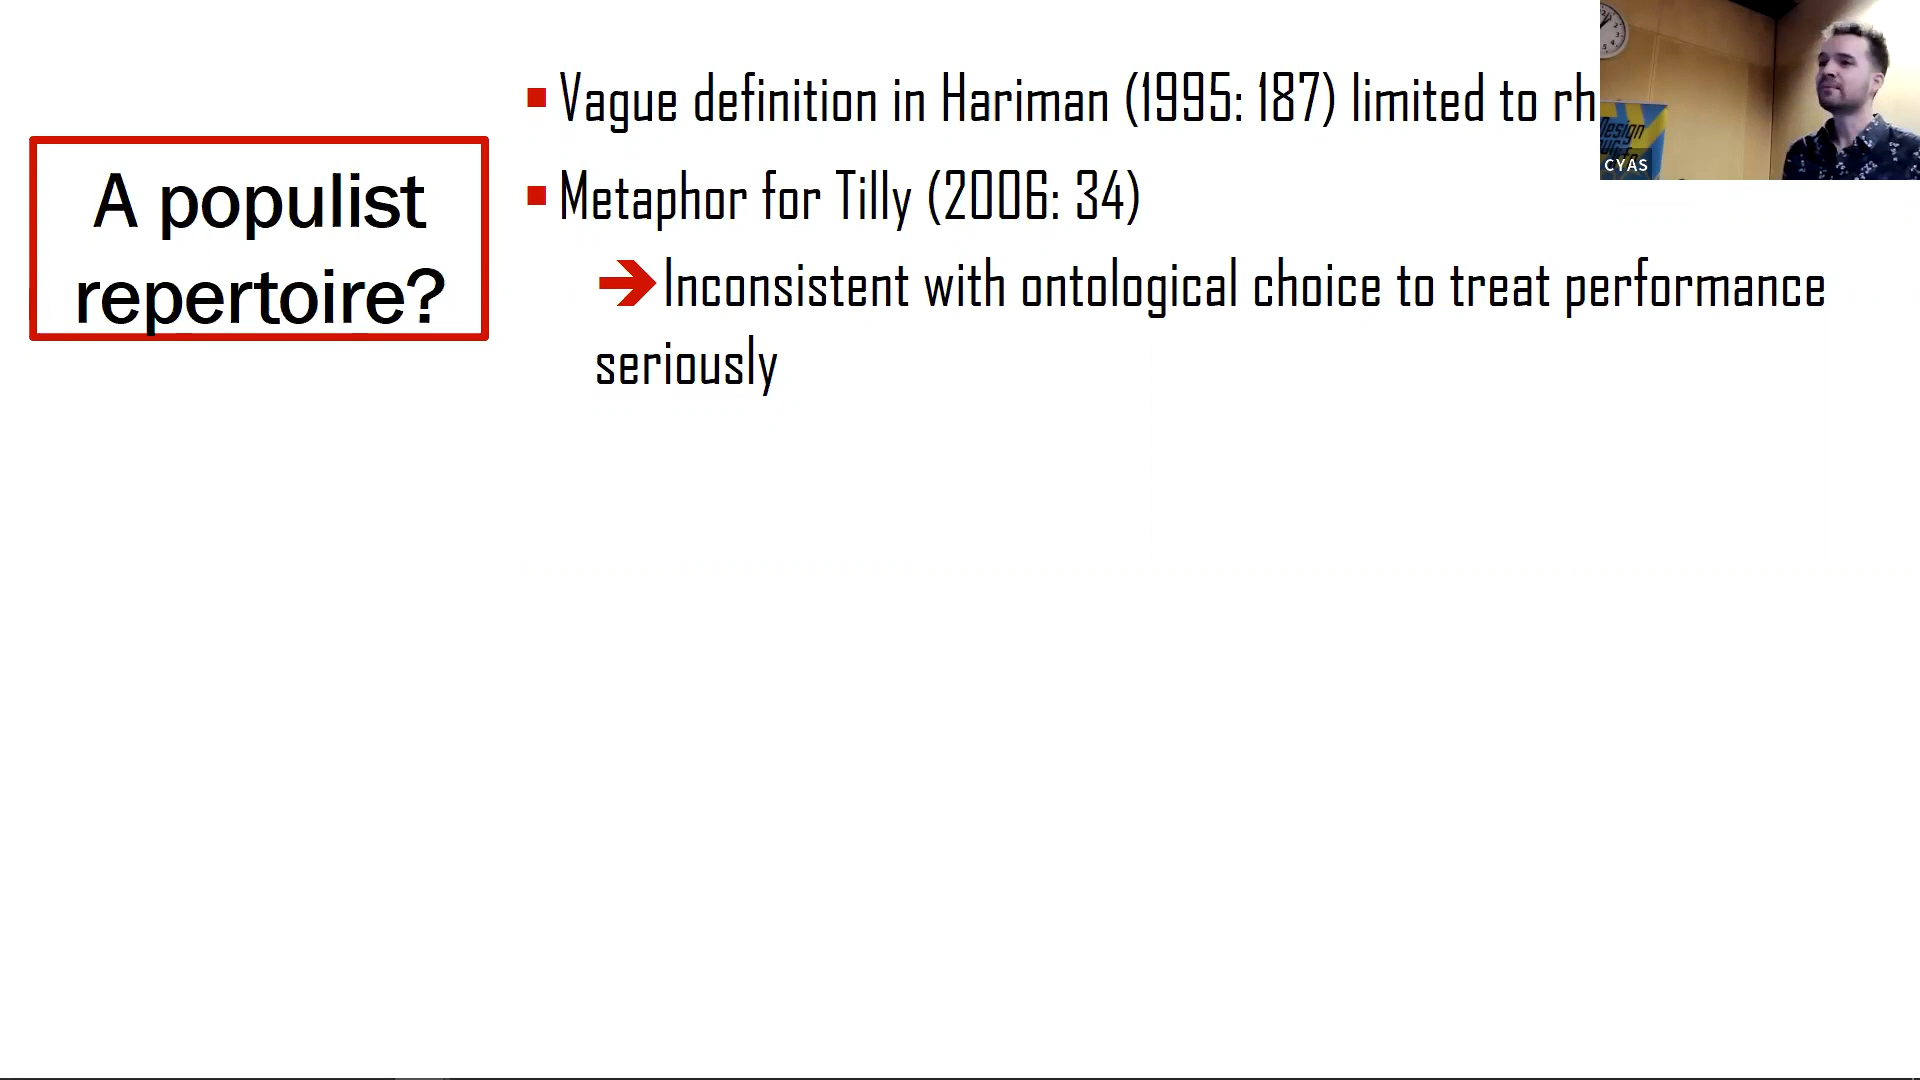 A populist
repertoire?
Vague definition in Hariman (1995: 187) limited to
Metaphor for Tilly (2006: 34)
Inconsistent with ontological choice to treat performance
seriously
Design
CYAS